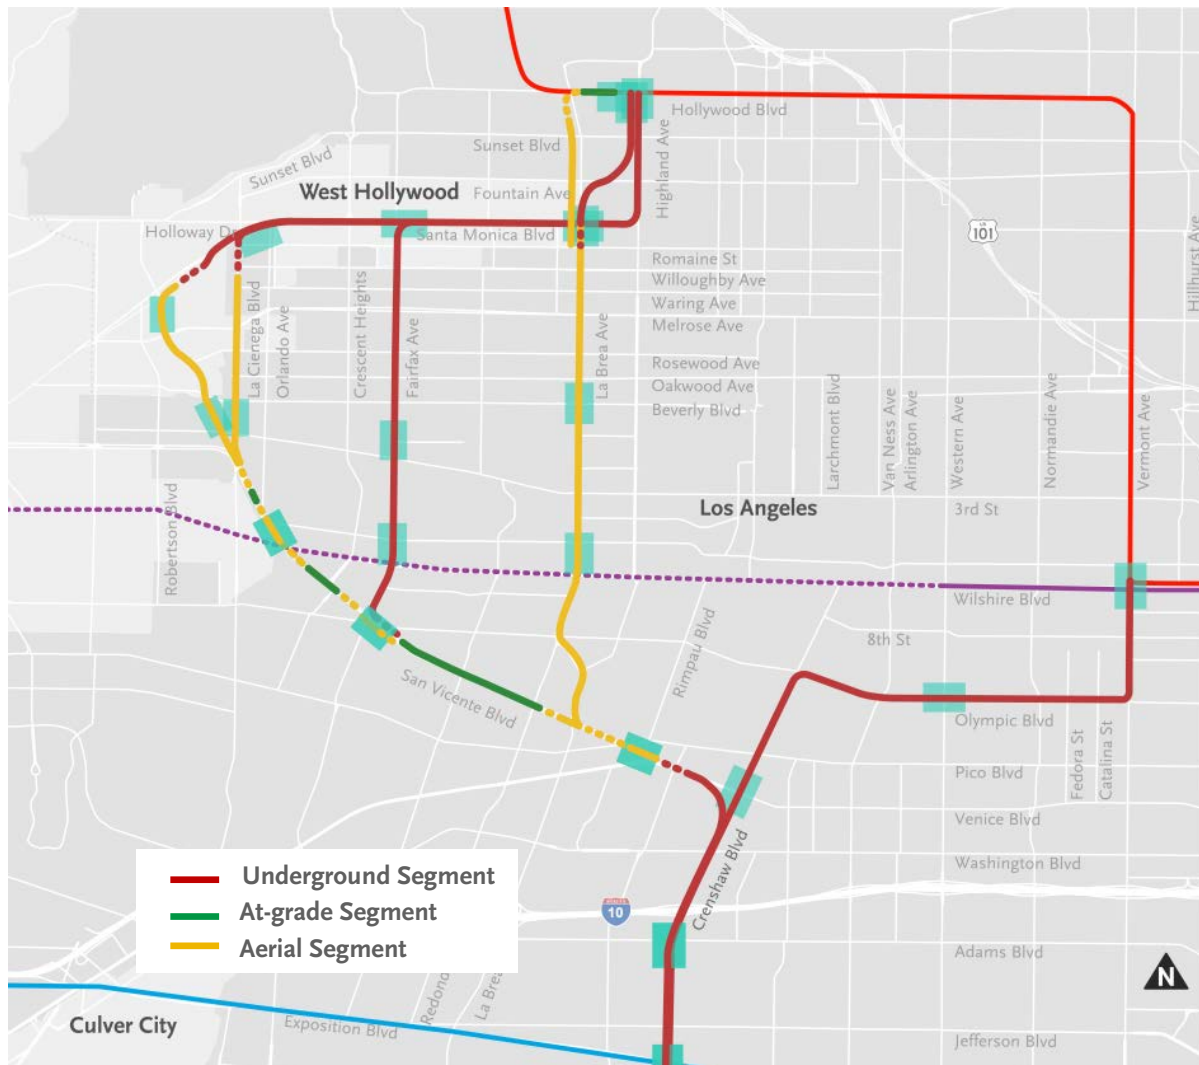 Hollywood Blvd
Sunset Blvd
Highland Ave
Sunset Blvd
West Hollywood
Fountain Ave
Holloway Dr
Santa Monica Blvd
US
101
Hillhurst Ave
Romaine St
Willoughby Ave
Waring Ave
Melrose Ave
La Cienega Blvd
Orlando Ave
Crescent Heights
Fairfax Ave
La Brea Ave
Rosewood Ave
Oakwood Ave
Beverly Blvd
Larchmont Blvd
Van Ness Ave
Arlington Ave
Western Ave
Normandie Ave
Vermont Ave
Los Angeles
3rd St
Robertson Blvd
Wilshire Blvd
8th St
Rimpau Blvd
San Vicente Blvd
Olympic Blvd
Fedora St
Catalina St
Pico Blvd
Venice Blvd
Crenshaw Blvd
Washington Blvd
Underground Segment
At-grade Segment
Aerial Segment
10
Adams Blvd
N
Redond
La Brea
Culver City
Exposition Blvd
Jefferson Blvd